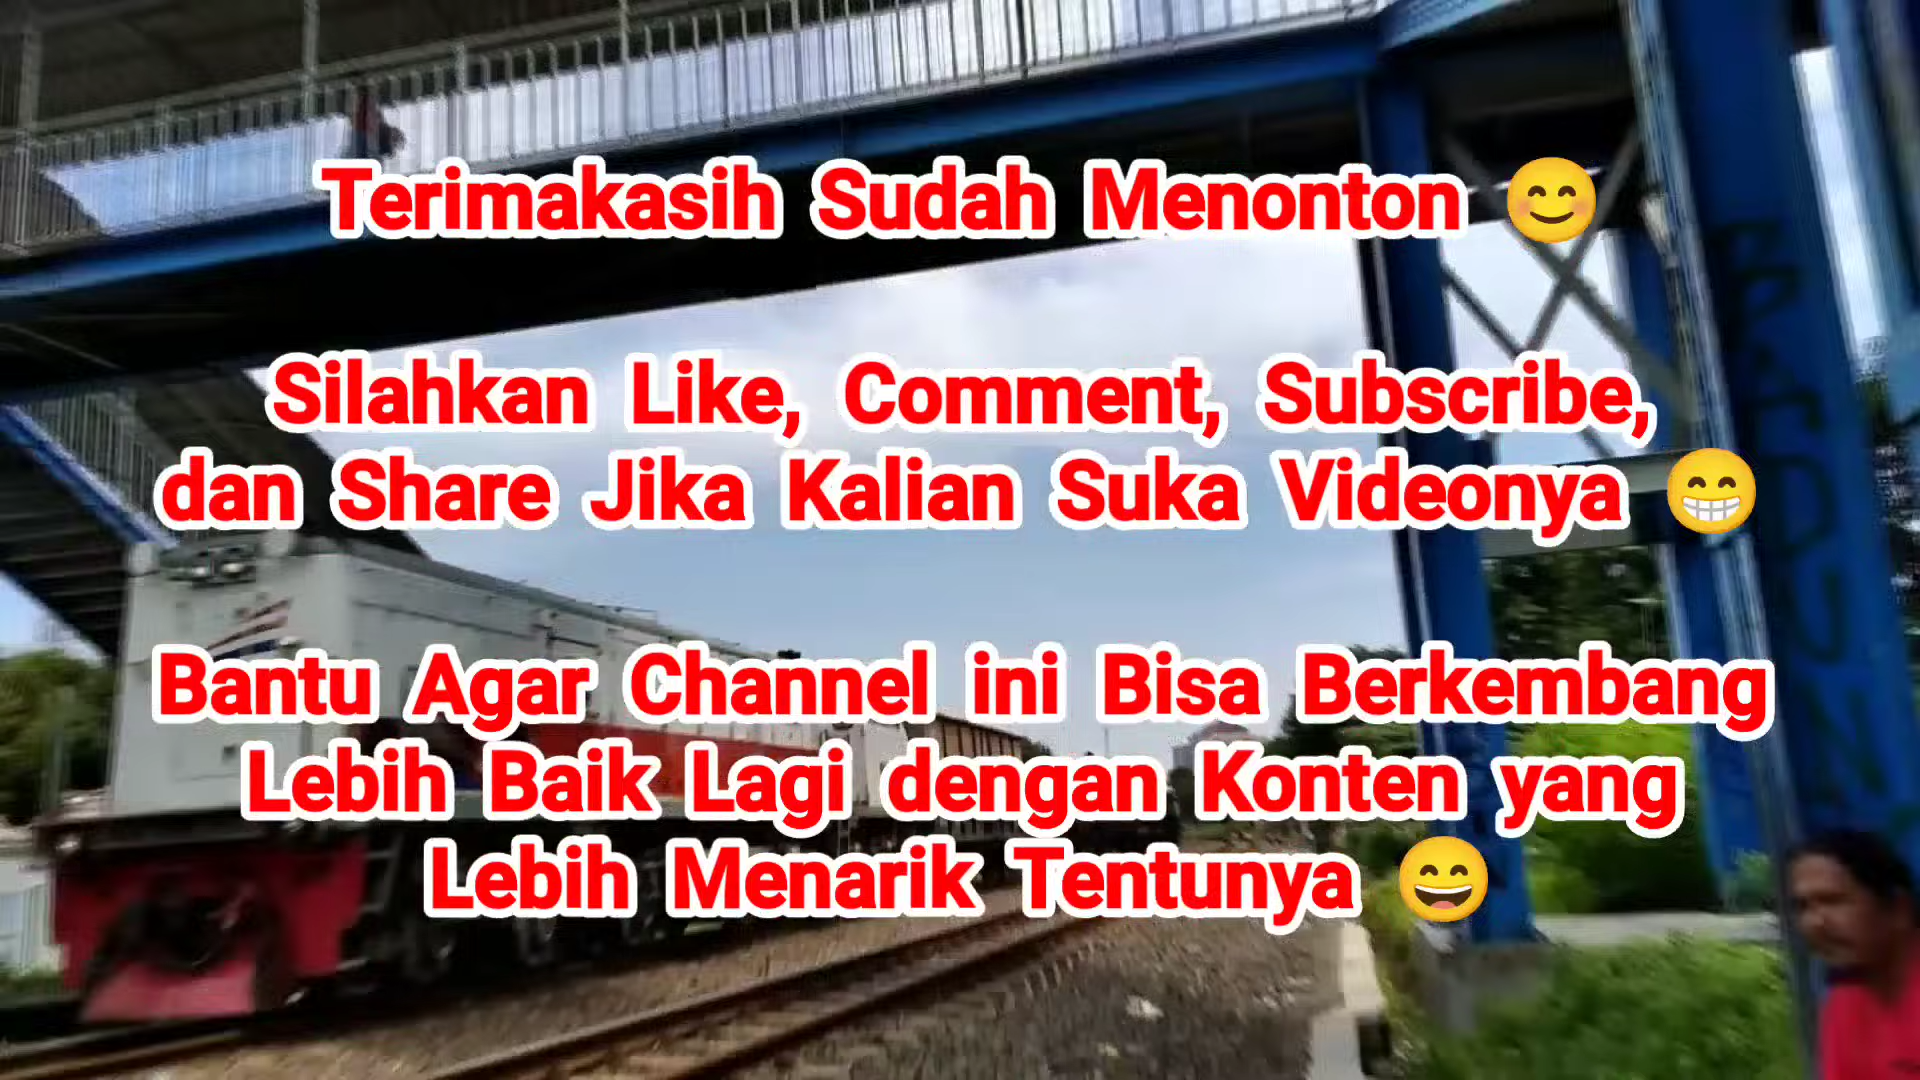 Terimakasih Sudah Menonton 😊
Silahkan Like, Comment, Subscribe,
dan Share Jika Kalian Suka Videonya 😁
Bantu Agar Channel ini Bisa Berkembang
Lebih Baik Lagi dengan Konten yang
Lebih Menarik Tentunya 😄